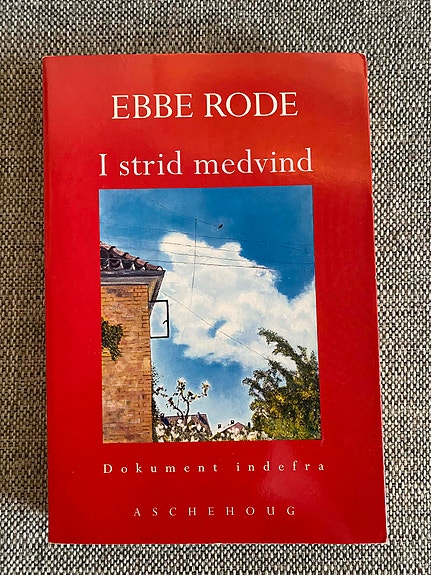 EBBE RODE
I strid medvind
Dokument indefra
ASCHEHOUG